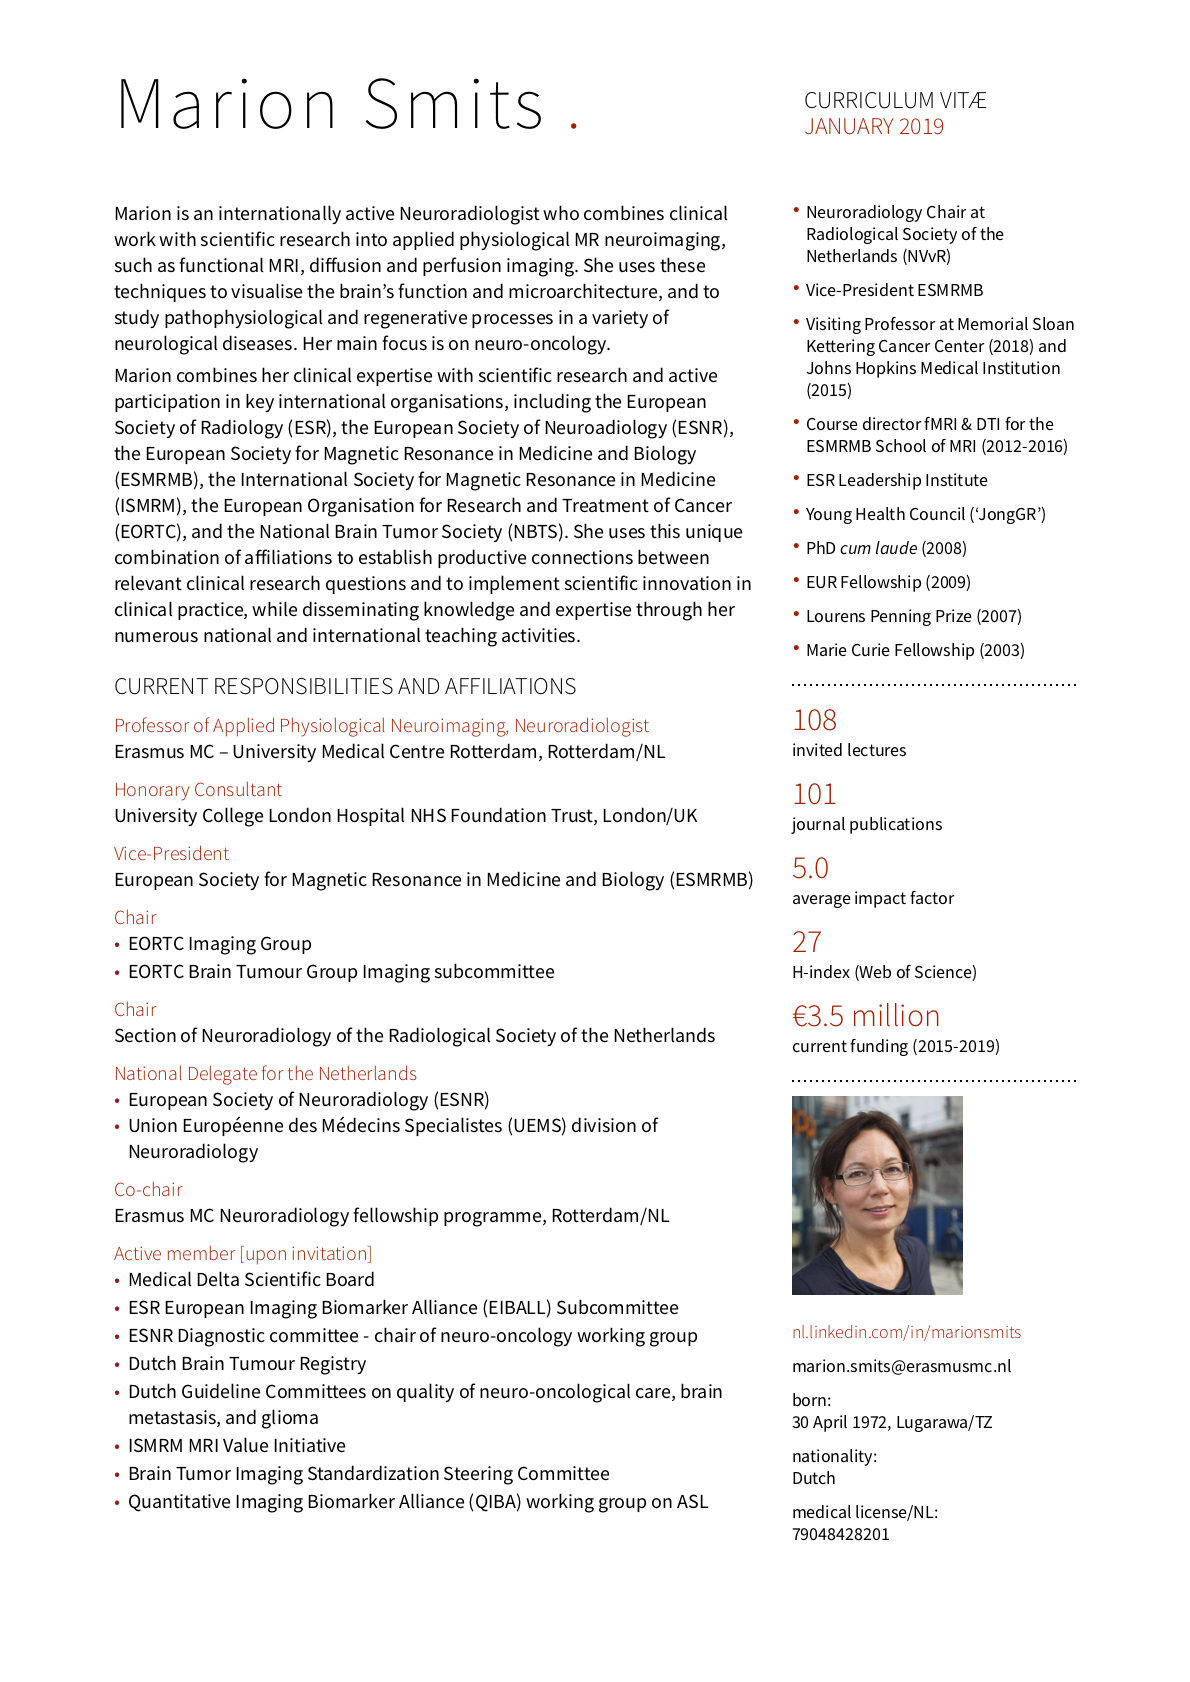 Marion Smits .
CURRICULUM VITÆ
JANUARY 2019
Marion is an internationally active Neuroradiologist who combines clinical
work with scientific research into applied physiological MR neuroimaging,
such as functional MRI, diffusion and perfusion imaging. She uses these
techniques to visualise the brain’s function and microarchitecture, and to
study pathophysiological and regenerative processes in a variety of
neurological diseases. Her main focus is on neuro-oncology.
Marion combines her clinical expertise with scientific research and active
participation in key international organisations, including the European
Society of Radiology (ESR), the European Society of Neuroadiology (ESNR),
the European Society for Magnetic Resonance in Medicine and Biology
(ESMRMB), the International Society for Magnetic Resonance in Medicine
(ISMRM), the European Organisation for Research and Treatment of Cancer
(EORTC), and the National Brain Tumor Society (NBTS). She uses this unique
combination of affiliations to establish productive connections between
relevant clinical research questions and to implement scientific innovation in
clinical practice, while disseminating knowledge and expertise through her
numerous national and international teaching activities.
CURRENT RESPONSIBILITIES AND AFFILIATIONS
Professor of Applied Physiological Neuroimaging, Neuroradiologist
Erasmus MC – University Medical Centre Rotterdam, Rotterdam/NL
Honorary Consultant
University College London Hospital NHS Foundation Trust, London/UK
Vice-President
European Society for Magnetic Resonance in Medicine and Biology (ESMRMB)
Chair
• EORTC Imaging Group
• EORTC Brain Tumour Group Imaging subcommittee
Chair
Section of Neuroradiology of the Radiological Society of the Netherlands
National Delegate for the Netherlands
• European Society of Neuroradiology (ESNR)
• Union Européenne des Médecins Specialistes (UEMS) division of
Neuroradiology
Co-chair
Erasmus MC Neuroradiology fellowship programme, Rotterdam/NL
Active member [upon invitation]
• Medical Delta Scientific Board
• ESR European Imaging Biomarker Alliance (EIBALL) Subcommittee
• ESNR Diagnostic committee - chair of neuro-oncology working group
• Dutch Brain Tumour Registry
• Dutch Guideline Committees on quality of neuro-oncological care, brain
metastasis, and glioma
• ISMRM MRI Value Initiative
• Brain Tumor Imaging Standardization Steering Committee
• Quantitative Imaging Biomarker Alliance (QIBA) working group on ASL
• Neuroradiology Chair at
Radiological Society of the
Netherlands (NVvR)
• Vice-President ESMRMB
• Visiting Professor at Memorial Sloan
Kettering Cancer Center (2018) and
Johns Hopkins Medical Institution
(2015)
• Course director fMRI & DTI for the
ESMRMB School of MRI (2012-2016)
• ESR Leadership Institute
• Young Health Council (‘JongGR’)
• PhD cum laude (2008)
• EUR Fellowship (2009)
• Lourens Penning Prize (2007)
• Marie Curie Fellowship (2003)
108
invited lectures
101
journal publications
5.0
average impact factor
27
H-index (Web of Science)
€3.5 million
current funding (2015-2019)
nl.linkedin.com/in/marionsmits
marion.smits@erasmusmc.nl
born:
30 April 1972, Lugarawa/TZ
nationality:
Dutch
medical license/NL:
79048428201